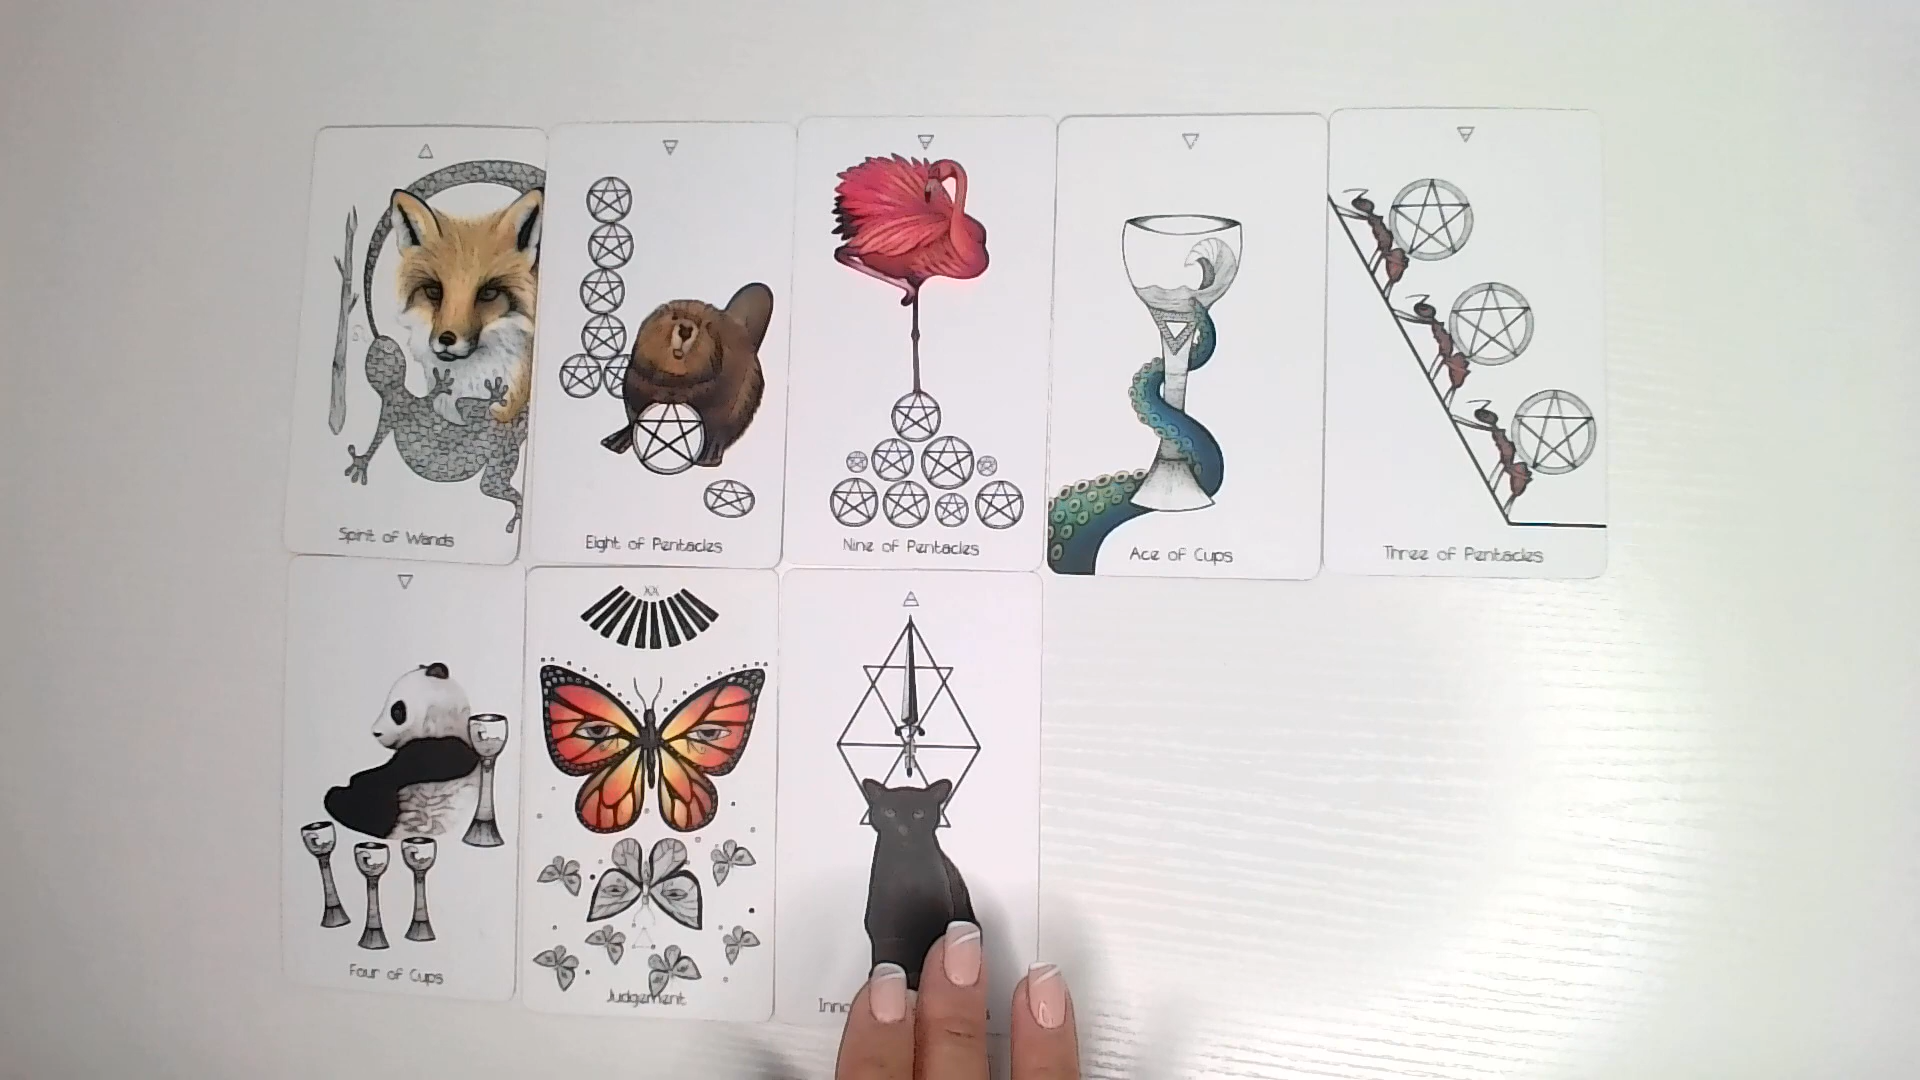 Spirit of Wands
Eight of Pentacles
Nine of Pentacles
Ace of Cups
Three of Pentacles
Four of Cups
XX
Judgement
Inno
s